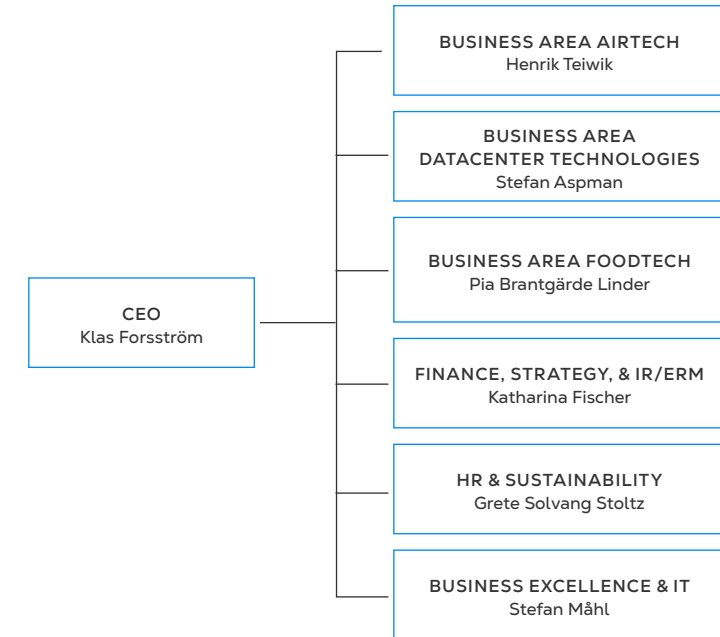 BUSINESS AREA AIRTECH
Henrik Teiwik
BUSINESS AREA
DATACENTER TECHNOLOGIES
Stefan Aspman
BUSINESS AREA FOODTECH
Pia Brantgärde Linder
CEO
Klas Forsström
FINANCE, STRATEGY, & IR/ERM
Katharina Fischer
HR & SUSTAINABILITY
Grete Solvang Stoltz
BUSINESS EXCELLENCE & IT
Stefan Måhl